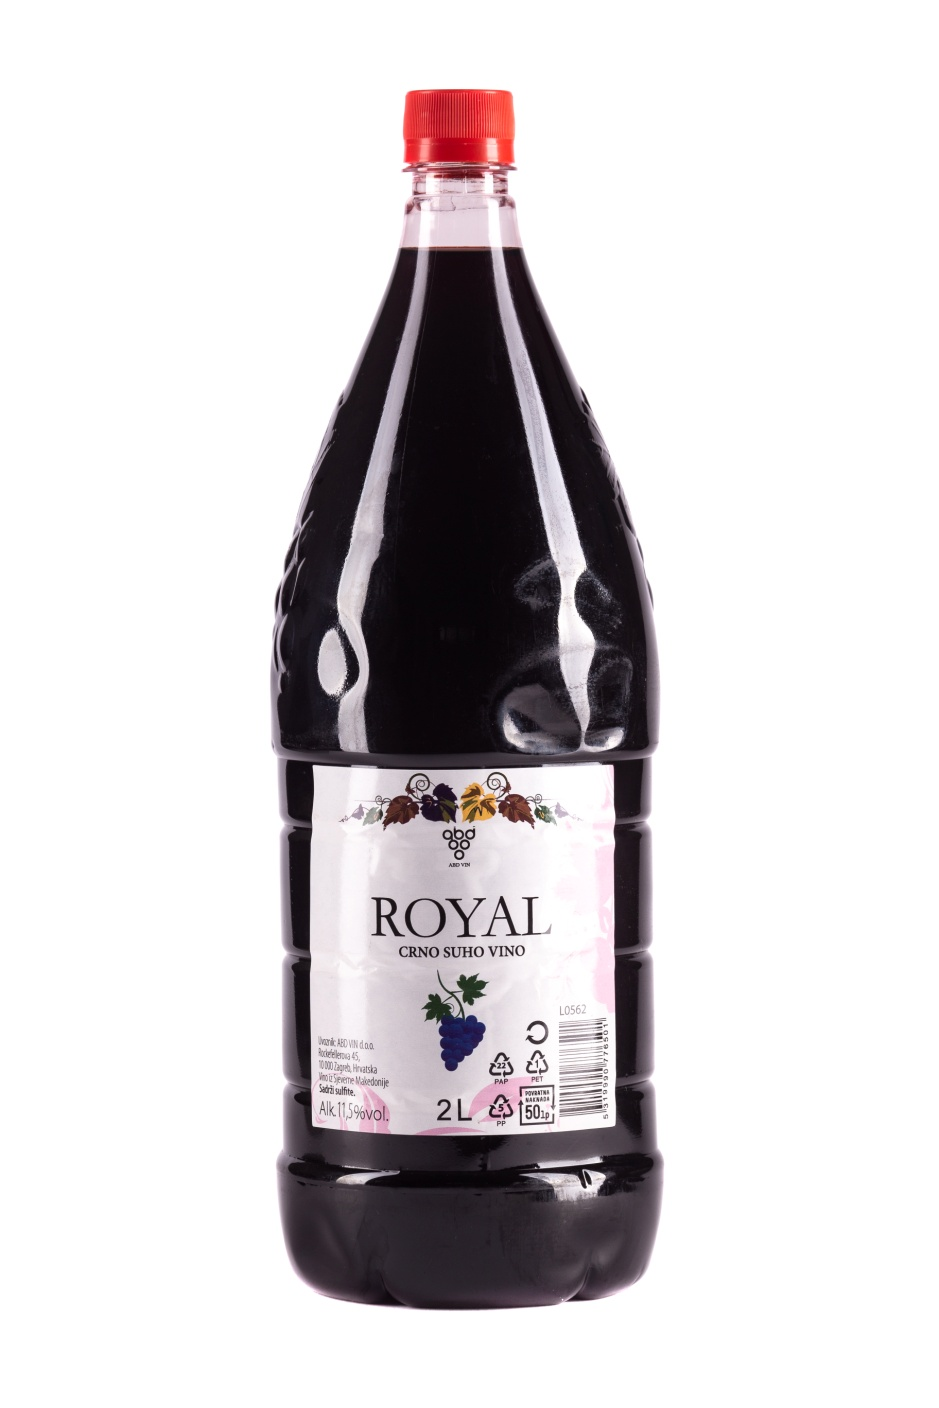 abd
ABD VIN
ROYAL
CRNO SUHO VINO
L0562
Uvoznik: ABD VIN d.o.o.
Rockefellerova 45,
10 000 Zagreb, Hrvatska
Vino iz Sjeverne Makedonije
Sadrži sulfite.
Alk. 11,5%vol.
2 L
22
PAP
1
PET
5
PP
POVRATNA
NAKNADA
50 lp
5319990776501